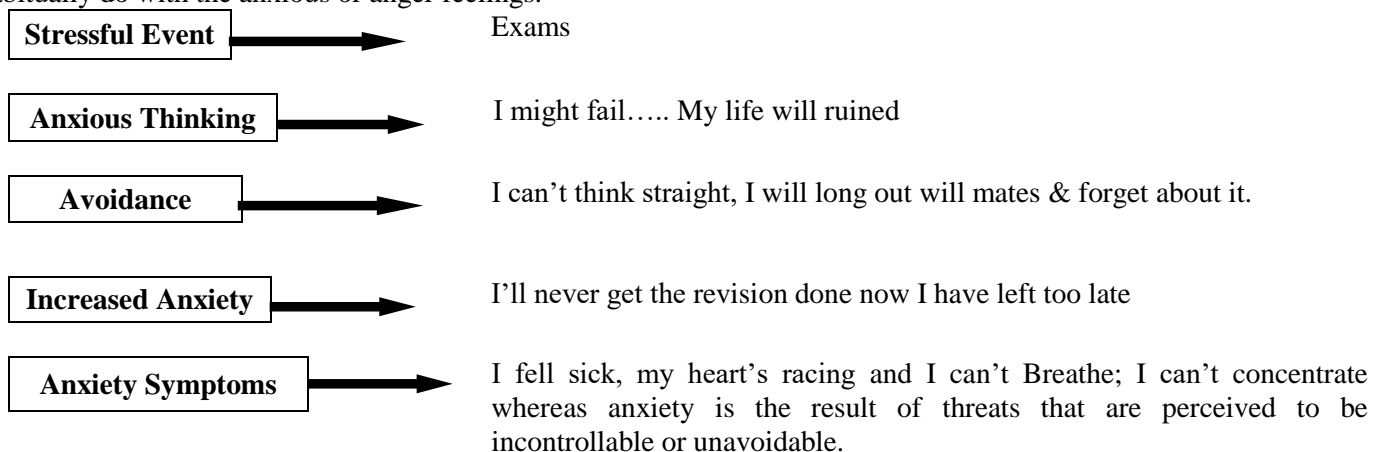 habitually do with the anxious or anger feelings.
Stressful Event Exams
Anxious Thinking I might fail….. My life will ruined
Avoidance I can’t think straight, I will long out will mates & forget about it.
Increased Anxiety I’ll never get the revision done now I have left too late
Anxiety Symptoms I fell sick, my heart’s racing and I can’t Breathe; I can’t concentrate
whereas anxiety is the result of threats that are perceived to be
incontrollable or unavoidable.